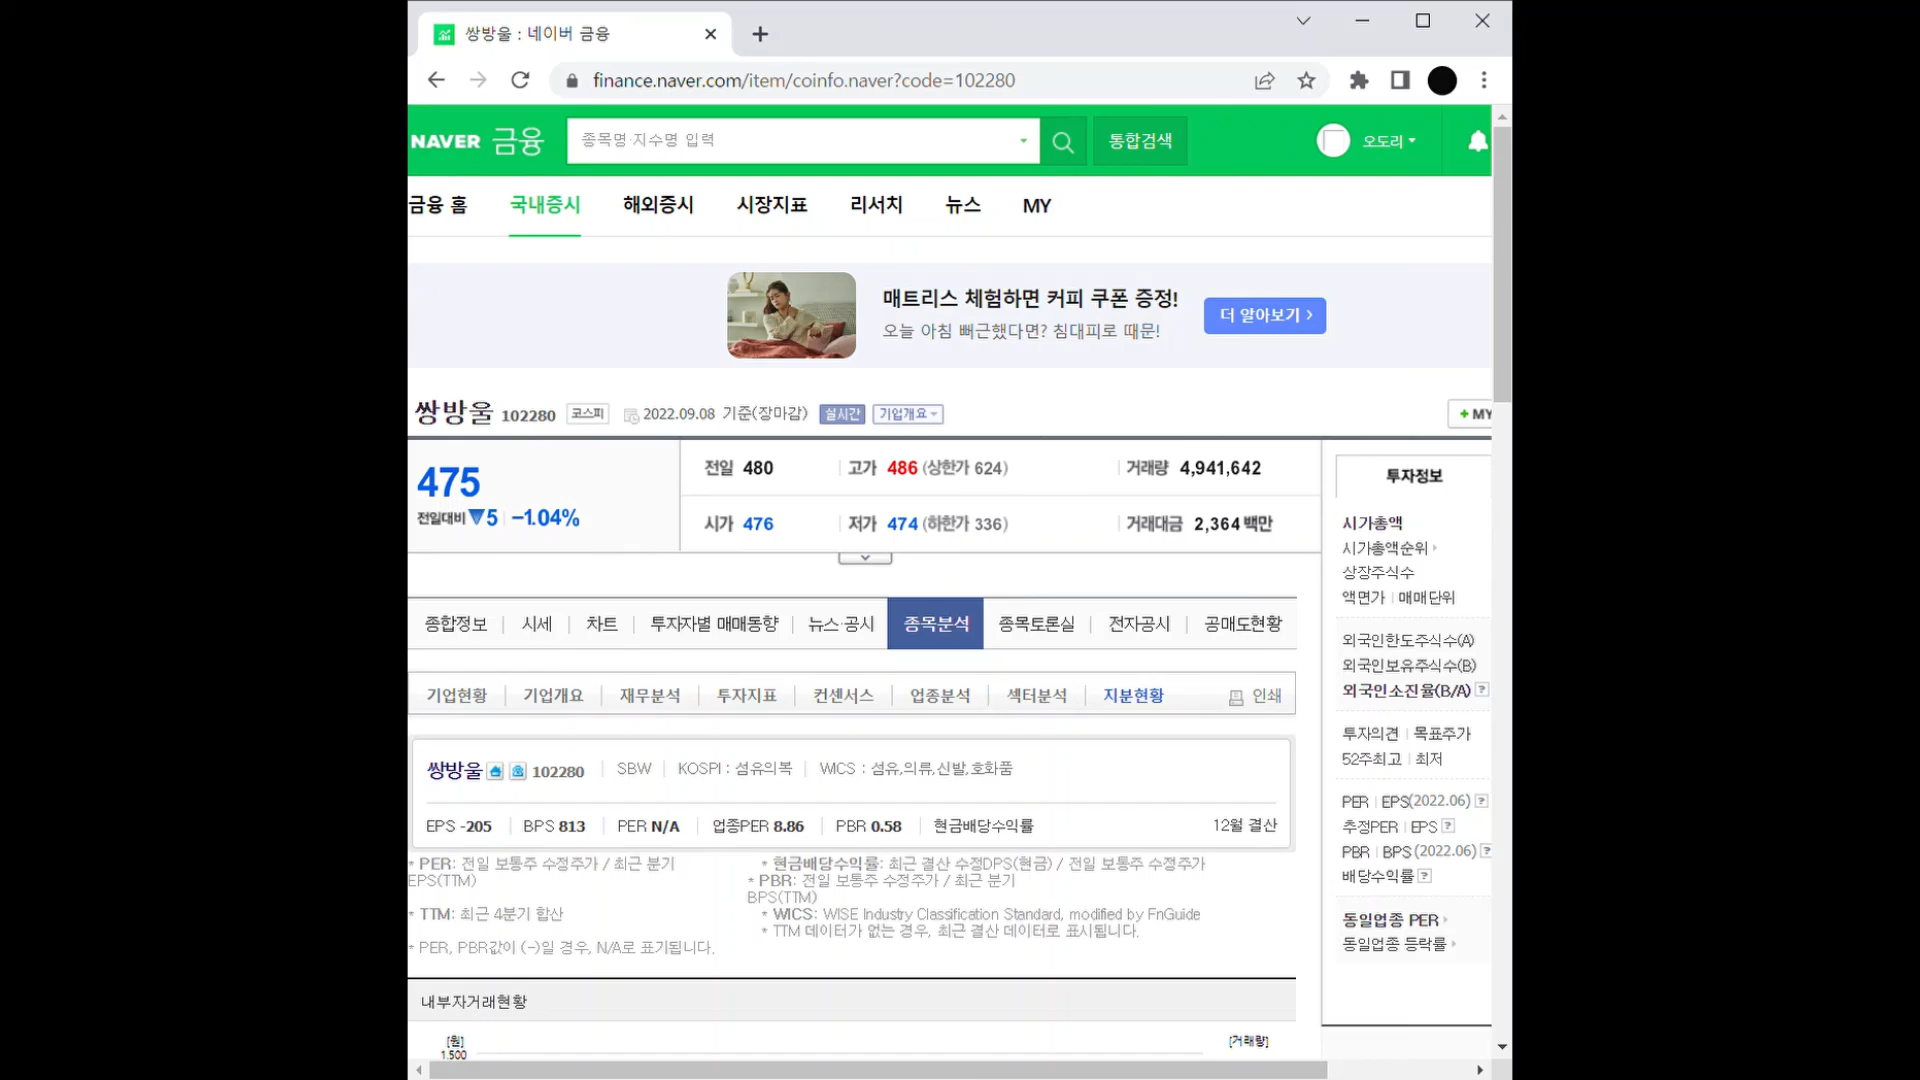 쌍방울 : 네이버 금융
finance.naver.com/item/coinfo.naver?code=102280
NAVER 금융 종목명·지수명 입력 통합검색 오도리
금융 홈 국내증시 해외증시 시장지표 리서치 뉴스 MY
매트리스 체험하면 커피 쿠폰 증정!
오늘 아침 뻐근했다면? 침대피로 때문!
더 알아보기 >
쌍방울 102280 코스피 2022.09.08 기준(장마감) 실시간 기업개요 + MY
475
전일대비 ▼5 -1.04%
전일 480 고가 486 (상한가 624) 거래량 4,941,642
시가 476 저가 474 (하한가 336) 거래대금 2,364 백만
종합정보 시세 차트 투자자별 매매동향 뉴스·공시 종목분석 종목토론실 전자공시 공매도현황
기업현황 기업개요 재무분석 투자지표 컨센서스 업종분석 섹터분석 지분현황 인쇄
쌍방울 102280 SBW KOSPI : 섬유의복 WICS : 섬유,의류,신발,호화품
EPS -205 BPS 813 PER N/A 업종PER 8.86 PBR 0.58 현금배당수익률 12월 결산
* PER: 전일 보통주 수정주가 / 최근 분기
EPS(TTM)
* TTM: 최근 4분기 합산
* PER, PBR값이 (-)일 경우, N/A로 표기됩니다.
* 현금배당수익률: 최근 결산 수정DPS(현금) / 전일 보통주 수정주가
* PBR: 전일 보통주 수정주가 / 최근 분기
BPS(TTM)
* WICS: WISE Industry Classification Standard, modified by FnGuide
* TTM 데이터가 없는 경우, 최근 결산 데이터로 표시됩니다.
내부자거래현황
[원] [거래량]
1,500
투자정보
시가총액
시가총액순위
상장주식수
액면가 매매단위
외국인한도주식수(A)
외국인보유주식수(B)
외국인소진율(B/A) ?
투자의견 목표주가
52주최고 최저
PER EPS(2022.06) ?
추정PER EPS ?
PBR BPS(2022.06) ?
배당수익률 ?
동일업종 PER
동일업종 등락률